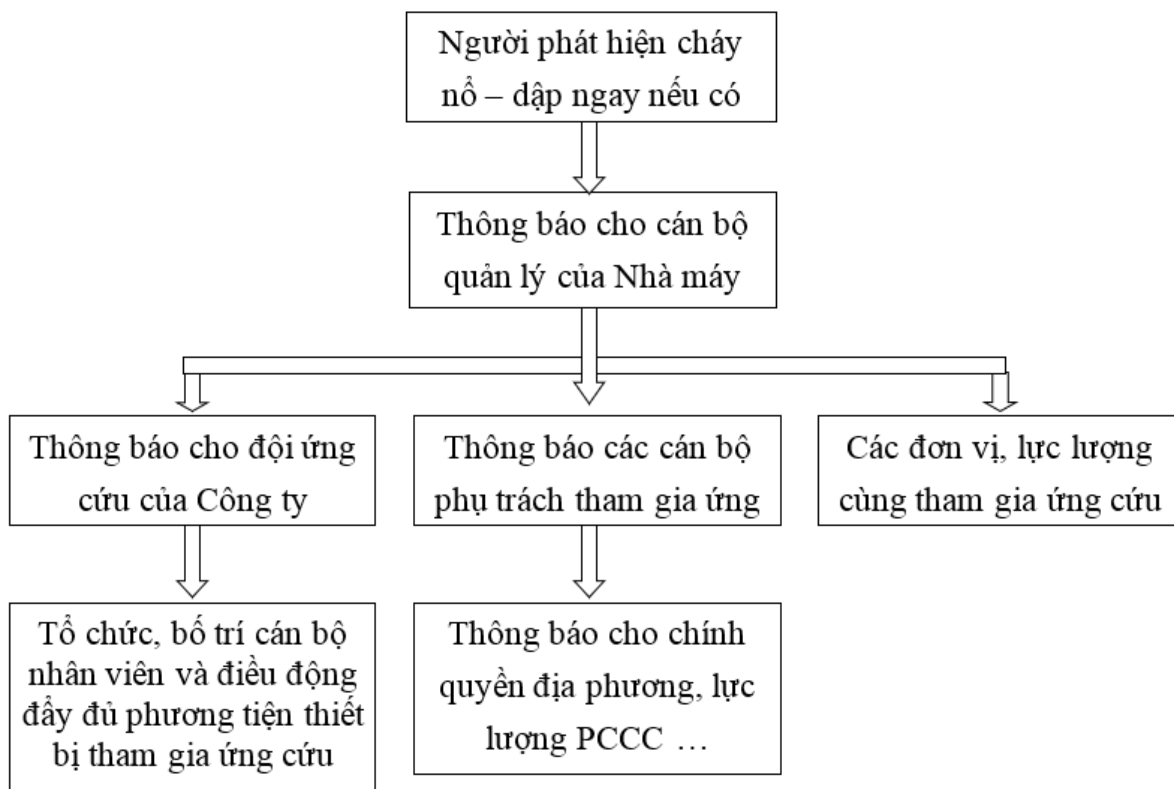 Người phát hiện cháy
nổ – dập ngay nếu có
Thông báo cho cán bộ
quản lý của Nhà máy
Thông báo cho đội ứng
cứu của Công ty
Thông báo các cán bộ
phụ trách tham gia ứng
Các đơn vị, lực lượng
cùng tham gia ứng cứu
Tổ chức, bố trí cán bộ
nhân viên và điều động
đẩy đủ phương tiện thiết
bị tham gia ứng cứu
Thông báo cho chính
quyền địa phương, lực
lượng PCCC …